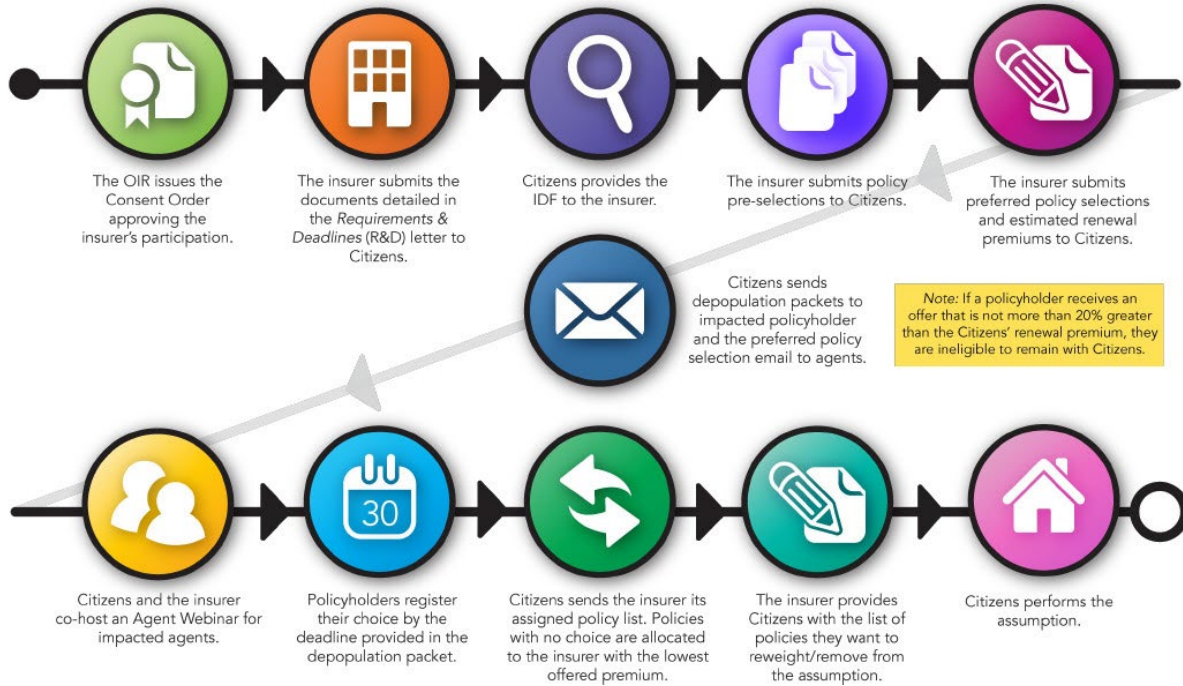 The OIR issues the
Consent Order
approving the
insurer's participation.
The insurer submits the
documents detailed in
the Requirements &
Deadlines (R&D) letter to
Citizens.
Citizens provides the
IDF to the insurer.
The insurer submits policy
pre-selections to Citizens.
The insurer submits
preferred policy selections
and estimated renewal
premiums to Citizens.
Citizens sends
depopulation packets to
impacted policyholder
and the preferred policy
selection email to agents.
Note: If a policyholder receives an
offer that is not more than 20% greater
than the Citizens' renewal premium, they
are ineligible to remain with Citizens.
30
Citizens and the insurer
co-host an Agent Webinar for
impacted agents.
Policyholders register
their choice by the
deadline provided in the
depopulation packet.
Citizens sends the insurer its
assigned policy list. Policies
with no choice are allocated
to the insurer with the lowest
offered premium.
The insurer provides
Citizens with the list of
policies they want to
reweight/remove from
the assumption.
Citizens performs the
assumption.